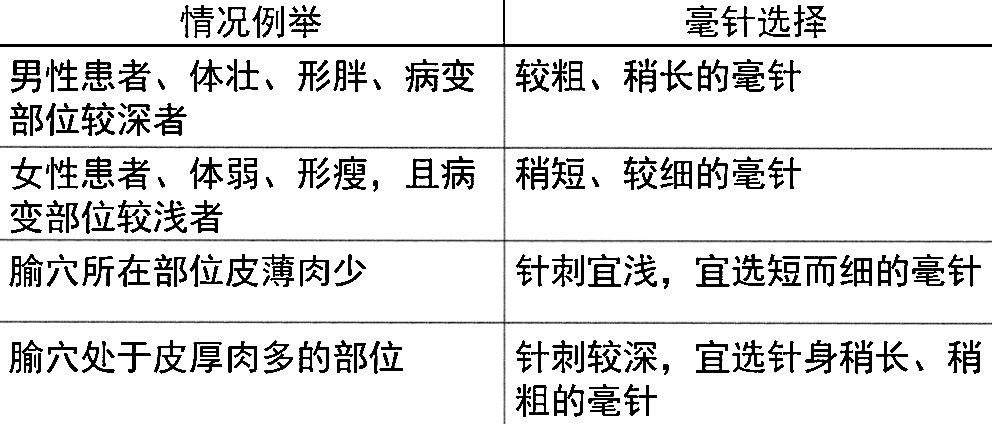 情况例举
毫针选择
男性患者、体壮、形胖、病变
部位较深者
较粗、稍长的毫针
女性患者、体弱、形瘦，且病
变部位较浅者
稍短、较细的毫针
腧穴所在部位皮薄肉少
针刺宜浅，宜选短而细的毫针
腧穴处于皮厚肉多的部位
针刺较深，宜选针身稍长、稍
粗的毫针